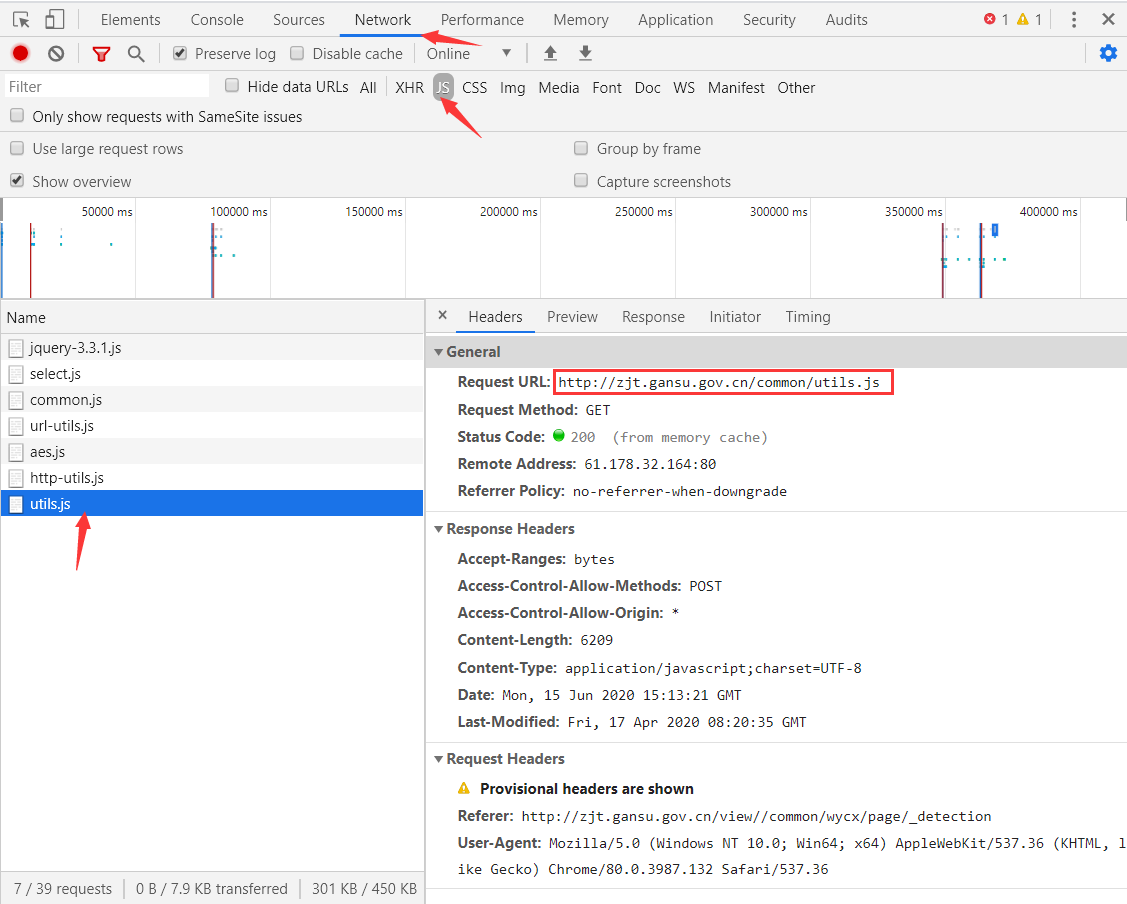 Elements Console Sources Network Performance Memory Application Security Audits 1 1
Preserve log Disable cache Online
Filter Hide data URLs All XHR JS CSS Img Media Font Doc WS Manifest Other
Only show requests with SameSite issues
Use large request rows Group by frame
Show overview Capture screenshots
50000 ms 100000 ms 150000 ms 200000 ms 250000 ms 300000 ms 350000 ms 400000 ms
Name
jquery-3.3.1.js
select.js
common.js
url-utils.js
aes.js
http-utils.js
utils.js
7 / 39 requests 0 B / 7.9 KB transferred 301 KB / 450 KB
× Headers Preview Response Initiator Timing
General
Request URL: http://zjt.gansu.gov.cn/common/utils.js
Request Method: GET
Status Code: 200 (from memory cache)
Remote Address: 61.178.32.164:80
Referrer Policy: no-referrer-when-downgrade
Response Headers
Accept-Ranges: bytes
Access-Control-Allow-Methods: POST
Access-Control-Allow-Origin: *
Content-Length: 6209
Content-Type: application/javascript;charset=UTF-8
Date: Mon, 15 Jun 2020 15:13:21 GMT
Last-Modified: Fri, 17 Apr 2020 08:20:35 GMT
Request Headers
Provisional headers are shown
Referer: http://zjt.gansu.gov.cn/view//common/wycx/page/_detection
User-Agent: Mozilla/5.0 (Windows NT 10.0; Win64; x64) AppleWebKit/537.36 (KHTML, l
ike Gecko) Chrome/80.0.3987.132 Safari/537.36